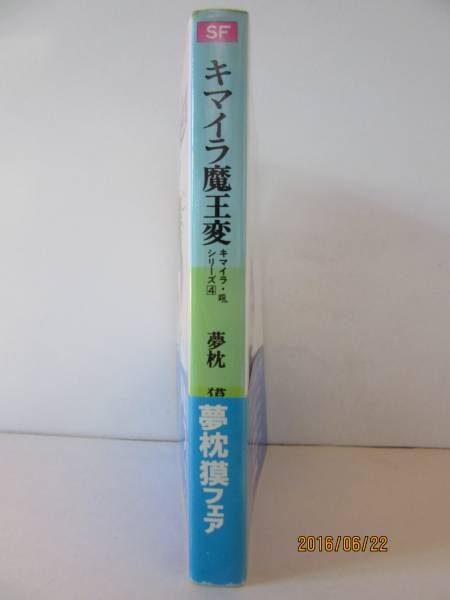 SF
キマイラ魔王変
キマイラ・吼
シリーズ4
夢枕 獏
夢枕獏フェア
2016/06/22